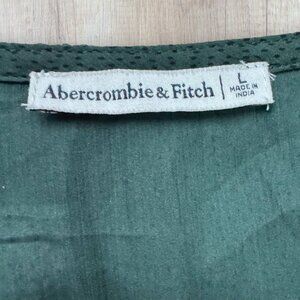 Abercrombie & Fitch
L
MADE IN
INDIA